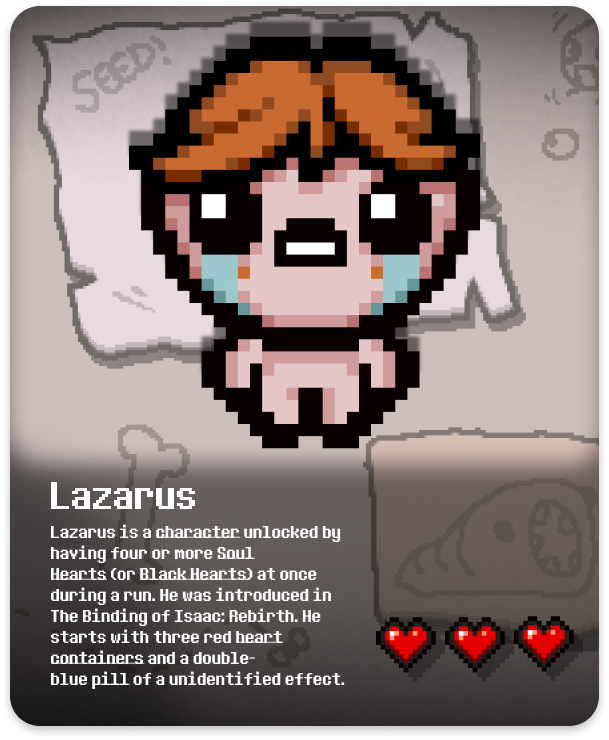 SEED!
Lazarus
Lazarus is a character unlocked by
having four or more Soul
Hearts (or Black Hearts) at once
during a run. He was introduced in
The Binding of Isaac: Rebirth. He
starts with three red heart
containers and a double-
blue pill of a unidentified effect.